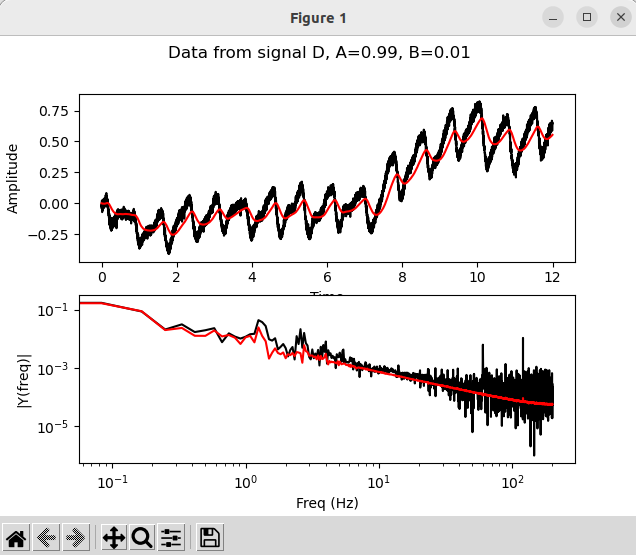 Figure 1
Data from signal D, A=0.99, B=0.01
Amplitude
0.75
0.50
0.25
0.00
−0.25
0 2 4 6 8 10 12
Time
|Y(freq)|
10⁻¹
10⁻³
10⁻⁵
10⁻¹ 10⁰ 10¹ 10²
Freq (Hz)